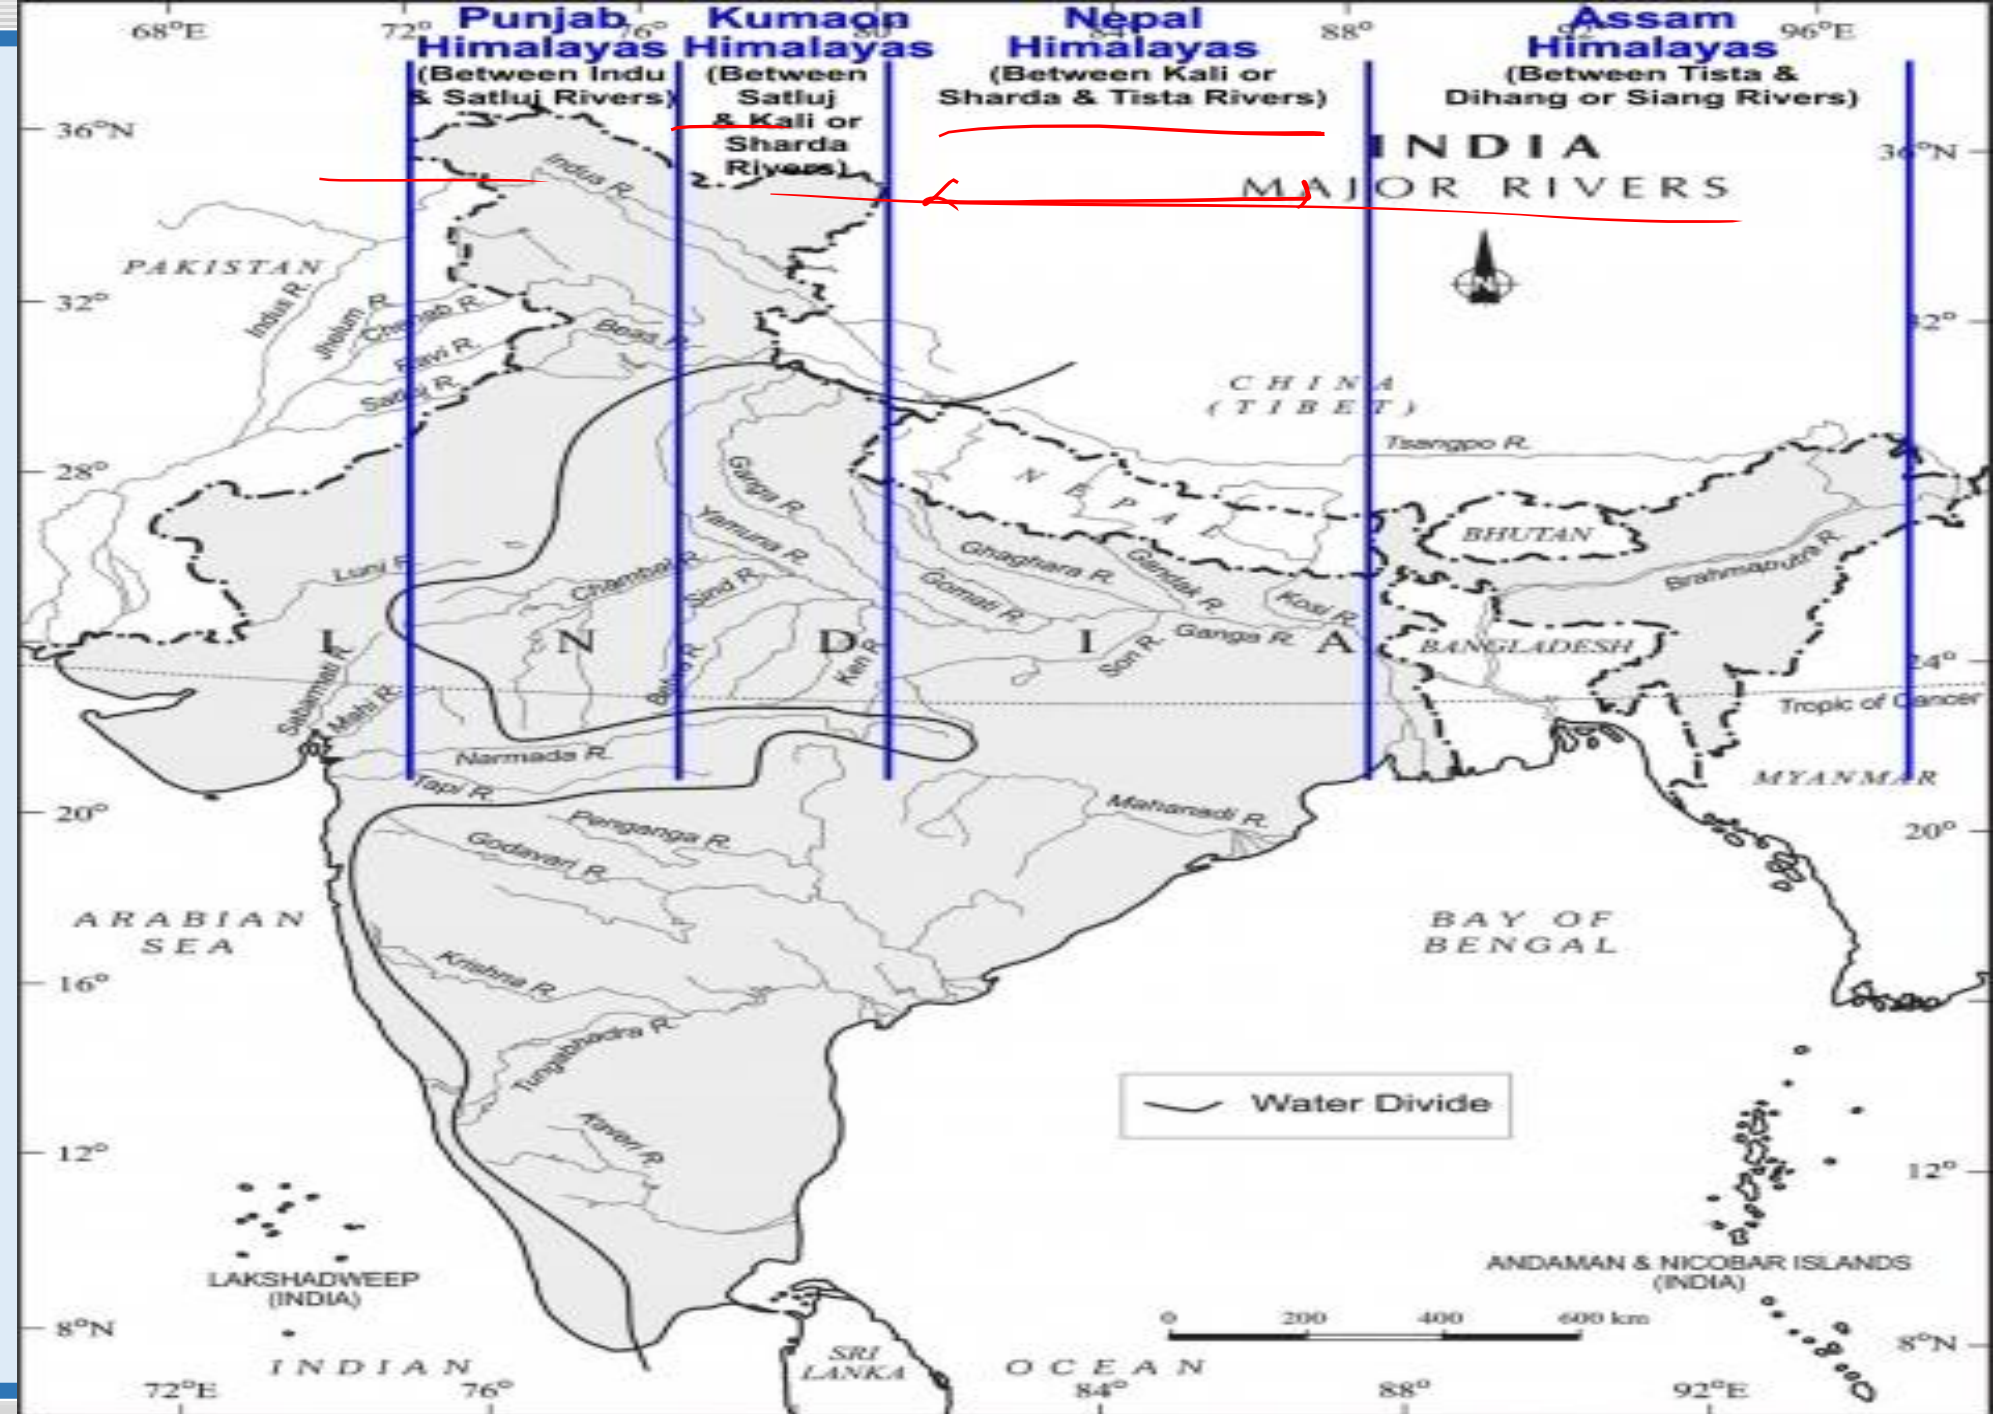 Punjab
Himalayas
(Between Indu
& Satluj Rivers)
Kumaon
Himalayas
(Between
Satluj
& Kali or
Sharda
Rivers)
Nepal
Himalayas
(Between Kali or
Sharda & Tista Rivers)
Assam
Himalayas
(Between Tista &
Dihang or Siang Rivers)
68°E
72°
76°
80
84°
88°
92°
96°E
INDIA
MAJOR RIVERS
N
36°N
36°N
32°
32°
28°
24°
20°
20°
16°
12°
12°
8°N
8°N
PAKISTAN
Indus R.
Indus R.
Jhelum R.
Chenab R.
Ravi R.
Satluj R.
Beas R.
CHINA
(TIBET)
Tsangpo R.
NEPAL
BHUTAN
Brahmaputra R.
BANGLADESH
MYANMAR
Tropic of Cancer
Ganga R.
Yamuna R.
Ghaghara R.
Gandak R.
Gomati R.
Kosi R.
Ganga R.
Son R.
Luni R.
Chambal R.
Sind R.
Betwa R.
Ken R.
INDIA
Sabarmati R.
Mahi R.
Narmada R.
Tapi R.
Mahanadi R.
Penganga R.
Godavari R.
Krishna R.
Tungabhadra R.
Kaveri R.
ARABIAN
SEA
BAY OF
BENGAL
Water Divide
LAKSHADWEEP
(INDIA)
ANDAMAN & NICOBAR ISLANDS
(INDIA)
0 200 400 600 km
SRI
LANKA
INDIAN OCEAN
72°E
76°
84°
88°
92°E